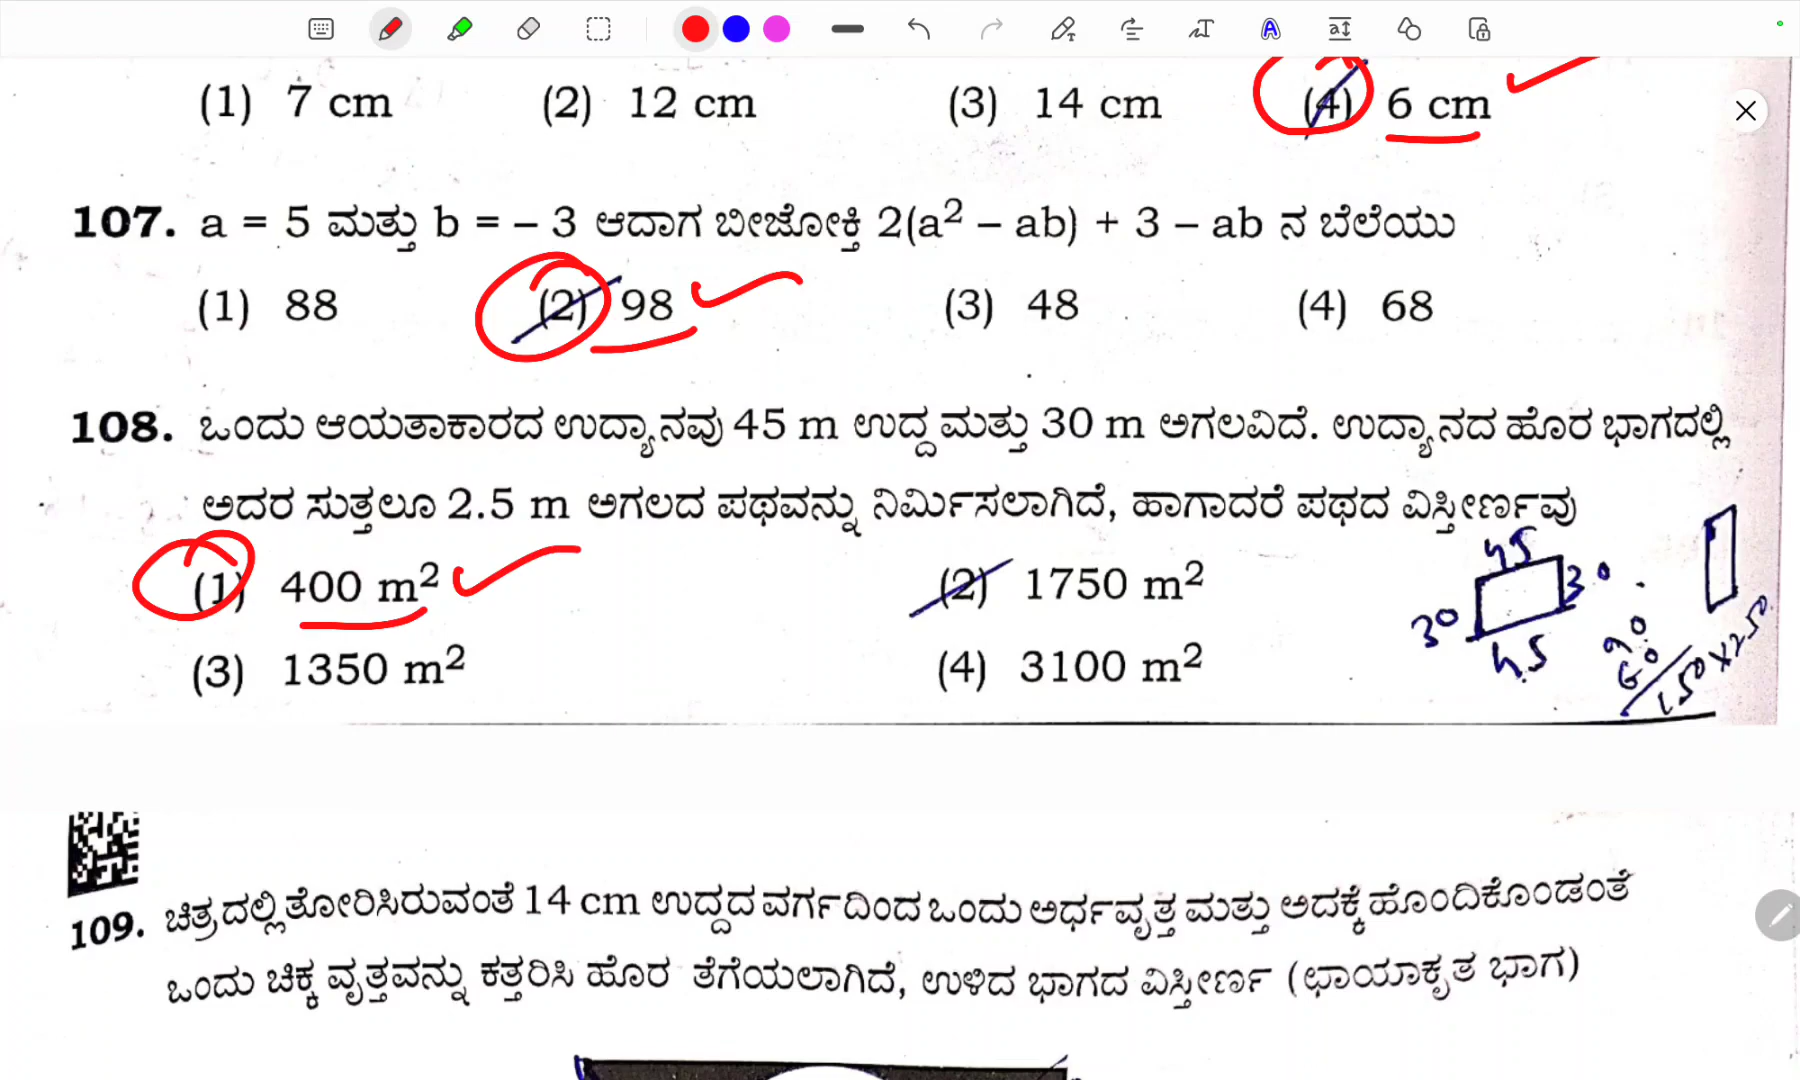 (1) 7 cm (2) 12 cm (3) 14 cm (4) 6 cm
107. a = 5 ಮತ್ತು b = – 3 ಆದಾಗ ಬೀಜೋಕ್ತಿ 2(a² – ab) + 3 – ab ನ ಬೆಲೆಯು
(1) 88 (2) 98 (3) 48 (4) 68
108. ಒಂದು ಆಯತಾಕಾರದ ಉದ್ಯಾನವು 45 m ಉದ್ದ ಮತ್ತು 30 m ಅಗಲವಿದೆ. ಉದ್ಯಾನದ ಹೊರ ಭಾಗದಲ್ಲಿ
ಅದರ ಸುತ್ತಲೂ 2.5 m ಅಗಲದ ಪಥವನ್ನು ನಿರ್ಮಿಸಲಾಗಿದೆ, ಹಾಗಾದರೆ ಪಥದ ವಿಸ್ತೀರ್ಣವು
(1) 400 m² (2) 1750 m²
45
30
30
45
90
60
150 x 250
(3) 1350 m² (4) 3100 m²
109. ಚಿತ್ರದಲ್ಲಿ ತೋರಿಸಿರುವಂತೆ 14 cm ಉದ್ದದ ವರ್ಗದಿಂದ ಒಂದು ಅರ್ಧವೃತ್ತ ಮತ್ತು ಅದಕ್ಕೆ ಹೊಂದಿಕೊಂಡಂತೆ
ಒಂದು ಚಿಕ್ಕ ವೃತ್ತವನ್ನು ಕತ್ತರಿಸಿ ಹೊರ ತೆಗೆಯಲಾಗಿದೆ, ಉಳಿದ ಭಾಗದ ವಿಸ್ತೀರ್ಣ (ಛಾಯಾಕೃತ ಭಾಗ)